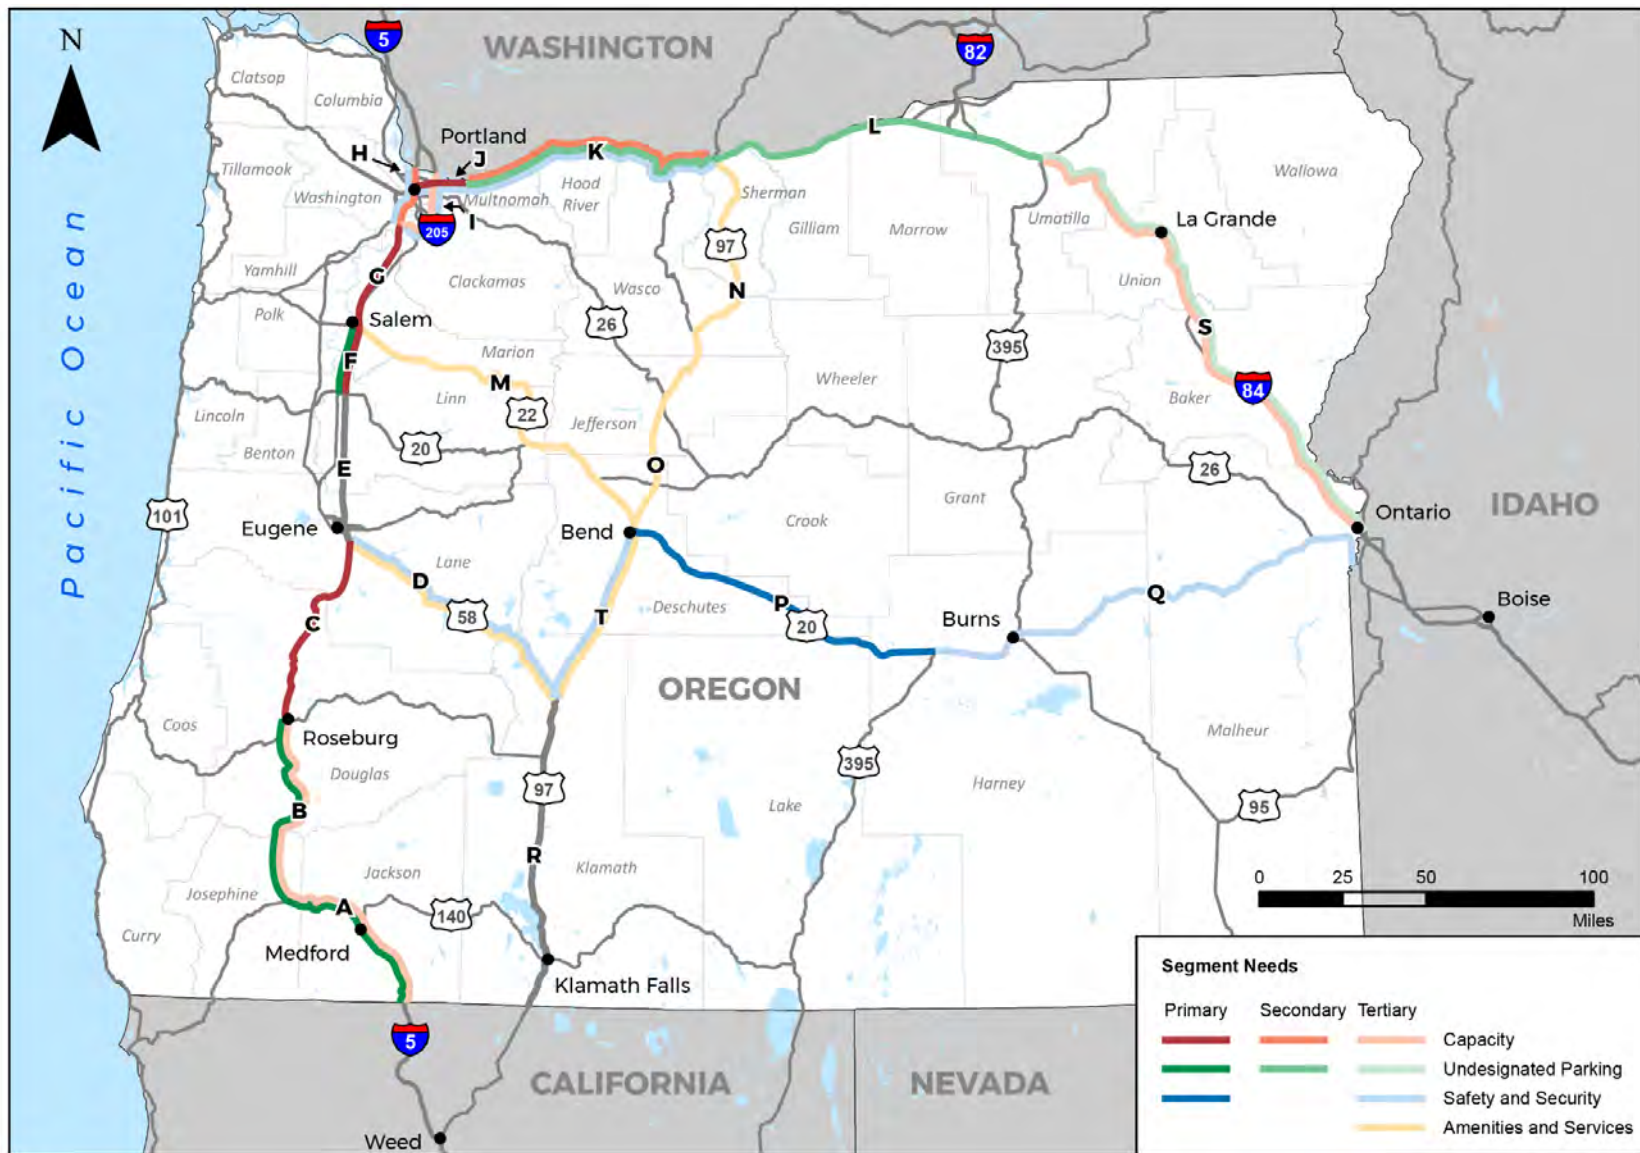 N
5
WASHINGTON
82
Clatsop
Columbia
Portland
H
J
K
L
Tillamook
Washington
Multnomah
Hood
River
Sherman
Wallowa
I
205
97
Gilliam
Morrow
Umatilla
La Grande
Yamhill
G
Clackamas
Wasco
N
Union
Polk
Salem
26
S
F
Marion
395
M
Wheeler
84
Linn
22
Baker
Lincoln
Jefferson
20
Benton
E
O
26
Grant
IDAHO
101
Eugene
Bend
Crook
Ontario
Pacific Ocean
Lane
D
58
Deschutes
P
20
Q
Burns
Boise
T
C
OREGON
Coos
Roseburg
Malheur
Douglas
395
97
Harney
B
Lake
95
R
Klamath
Jackson
Josephine
A
140
Curry
Medford
Klamath Falls
0 25 50 100
Miles
5
CALIFORNIA
NEVADA
Weed
Segment Needs
Primary Secondary Tertiary
Capacity
Undesignated Parking
Safety and Security
Amenities and Services